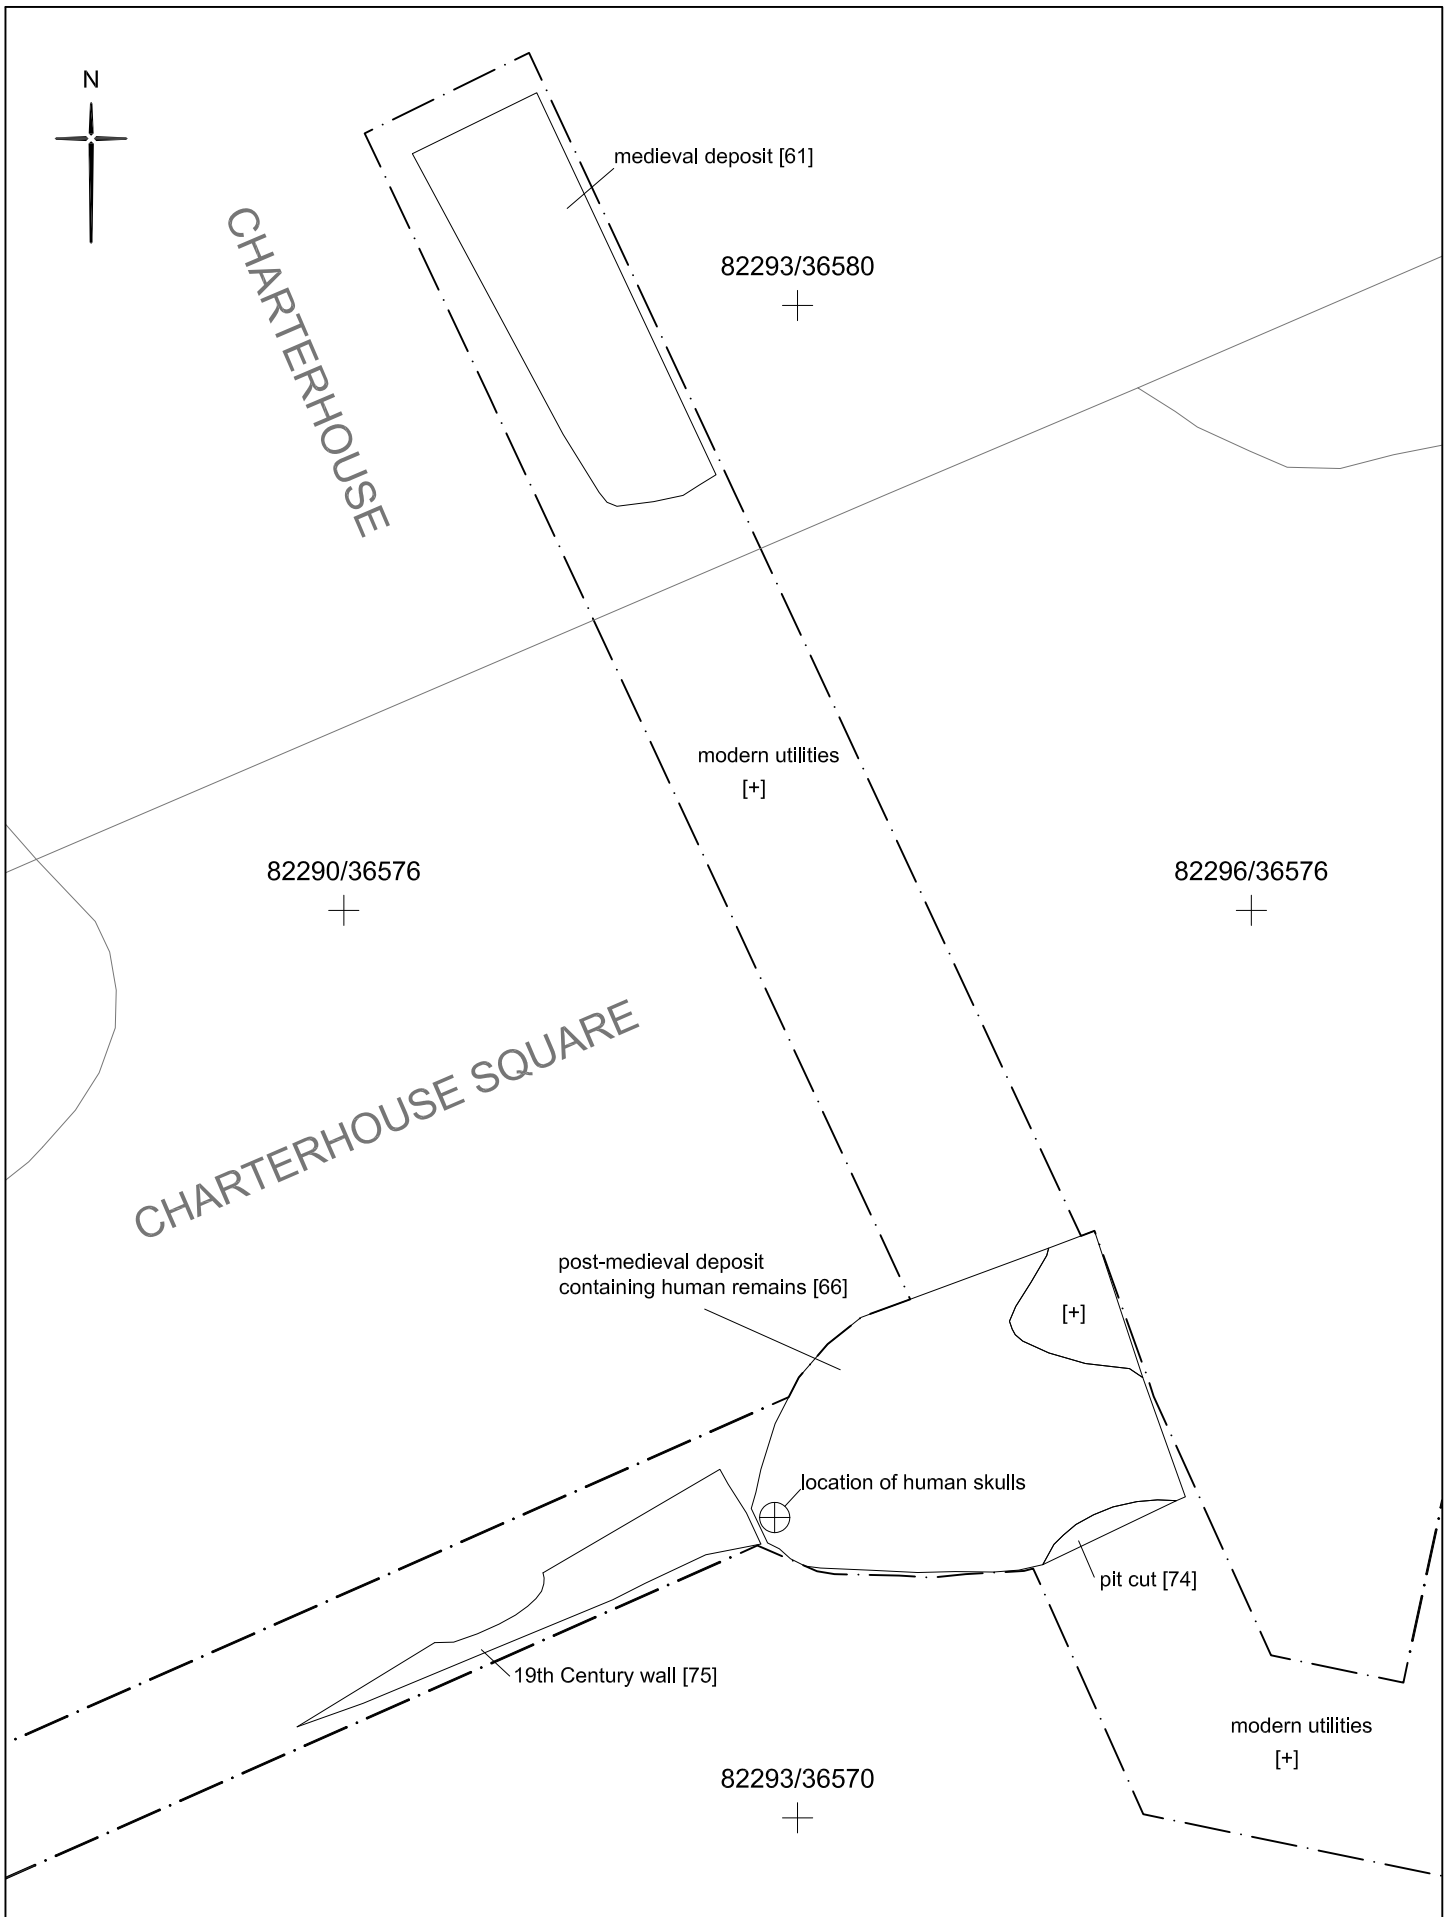 N
medieval deposit [61]
82293/36580
CHARTERHOUSE
modern utilities
[+]
82290/36576
82296/36576
CHARTERHOUSE SQUARE
post-medieval deposit
containing human remains [66]
[+]
location of human skulls
pit cut [74]
19th Century wall [75]
modern utilities
[+]
82293/36570